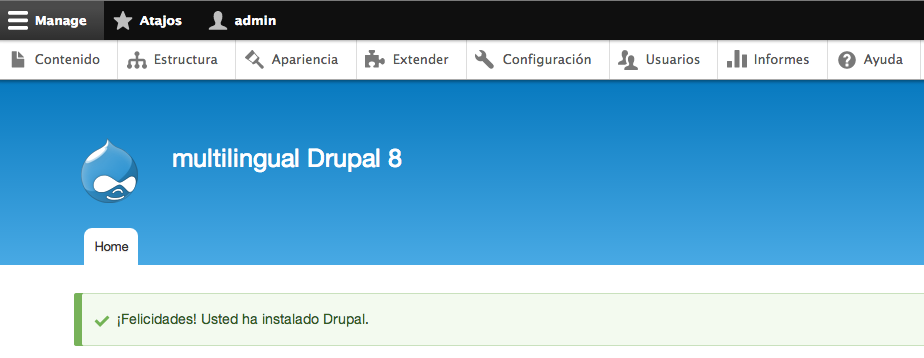 Manage Atajos admin
Contenido Estructura Apariencia Extender Configuración Usuarios Informes Ayuda
multilingual Drupal 8
Home
¡Felicidades! Usted ha instalado Drupal.